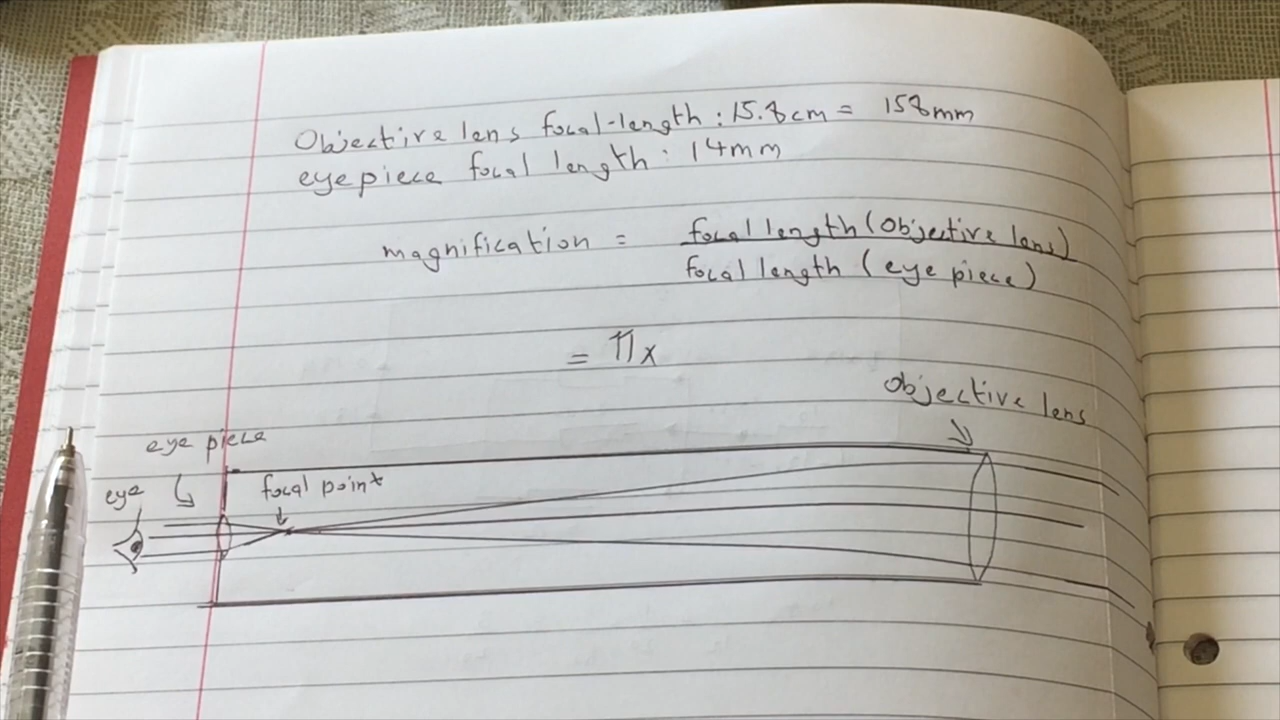 Objective lens focal-length : 15.8cm = 158mm
eyepiece focal length : 14mm
magnification = focal length (Objective lens)
focal length (eye piece)
= 11x
Objective lens
eye piece
eye
focal point